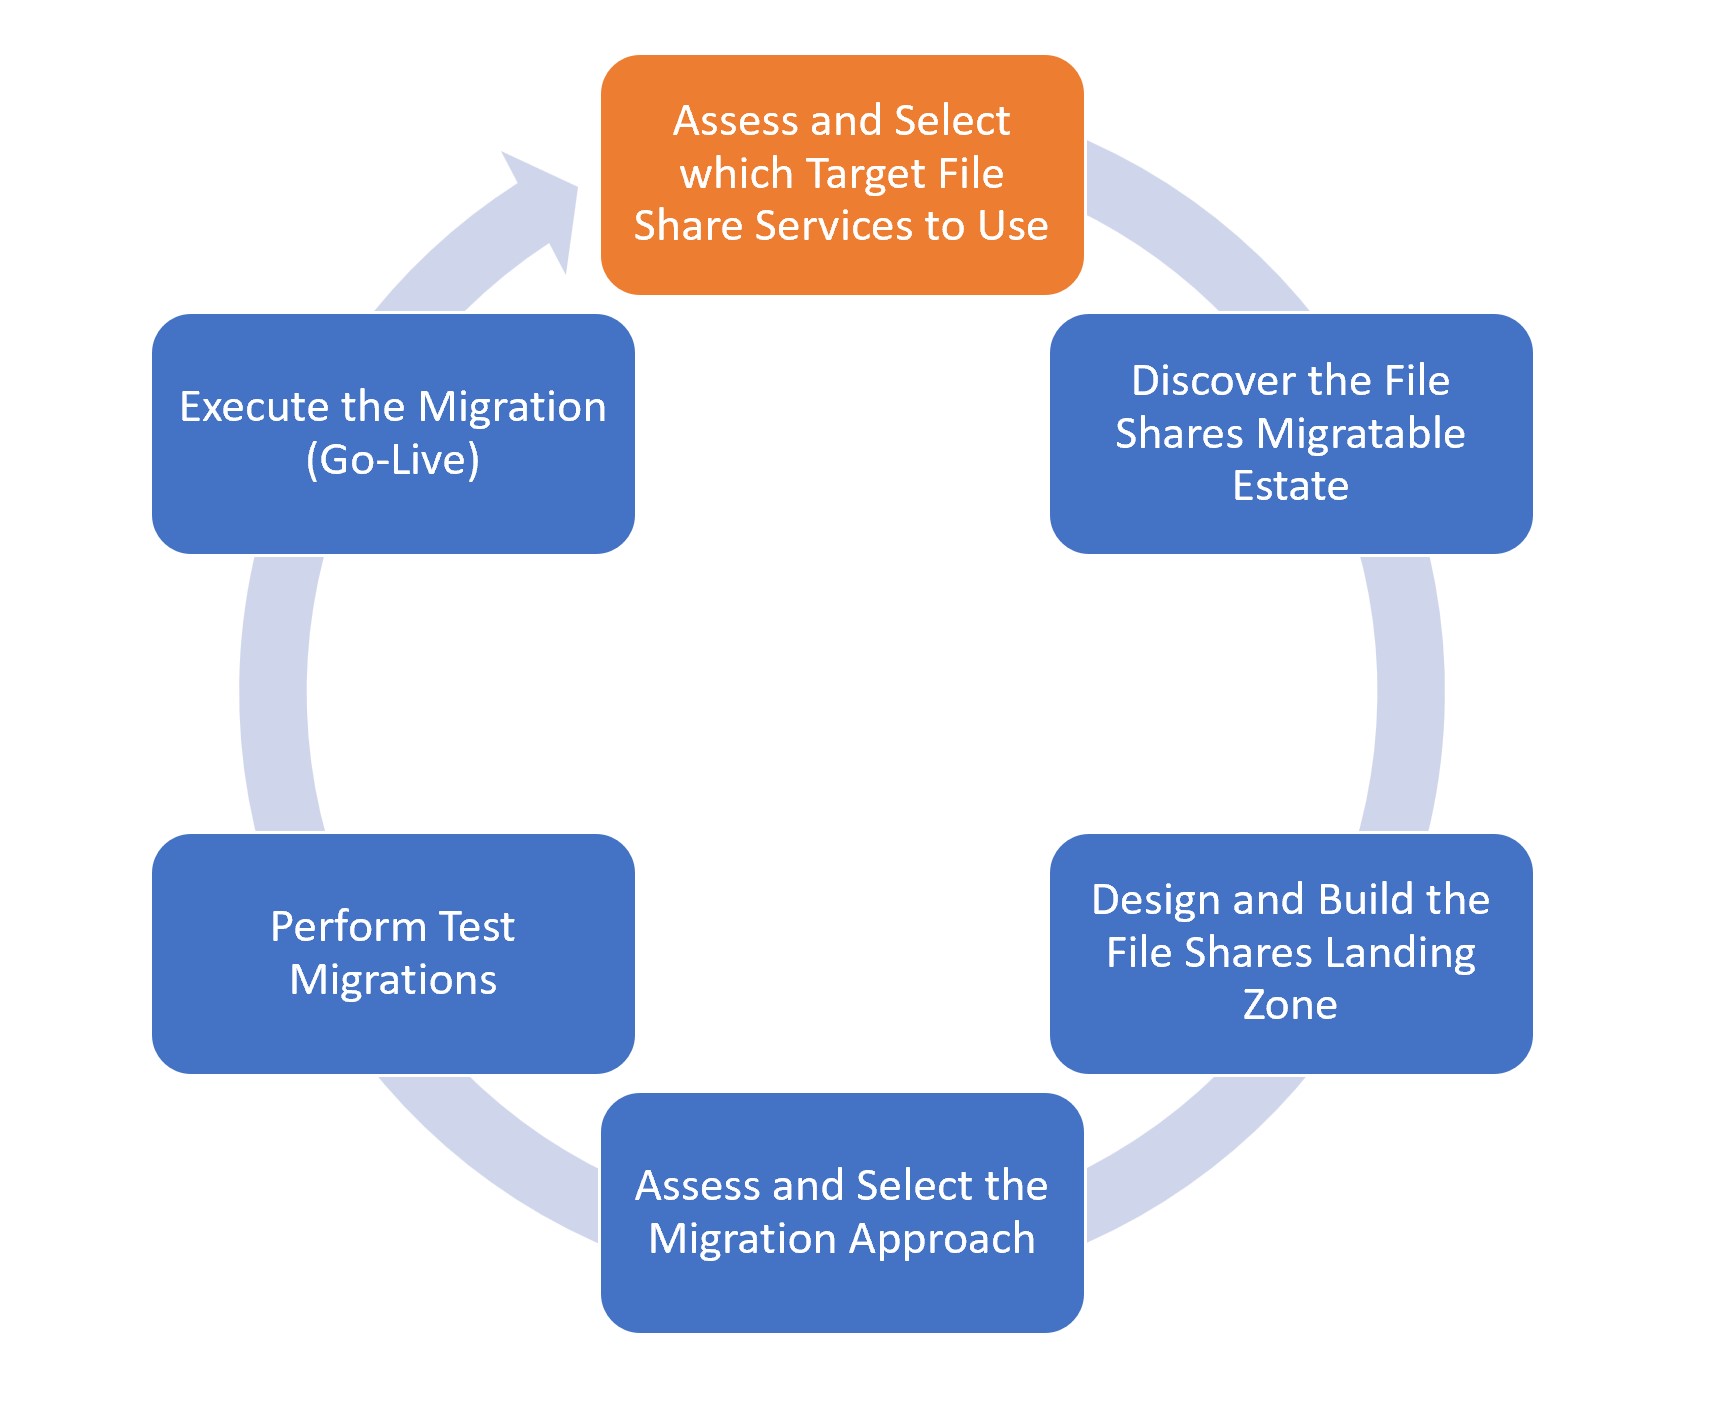 Assess and Select
which Target File
Share Services to Use
Discover the File
Shares Migratable
Estate
Design and Build the
File Shares Landing
Zone
Assess and Select the
Migration Approach
Perform Test
Migrations
Execute the Migration
(Go-Live)